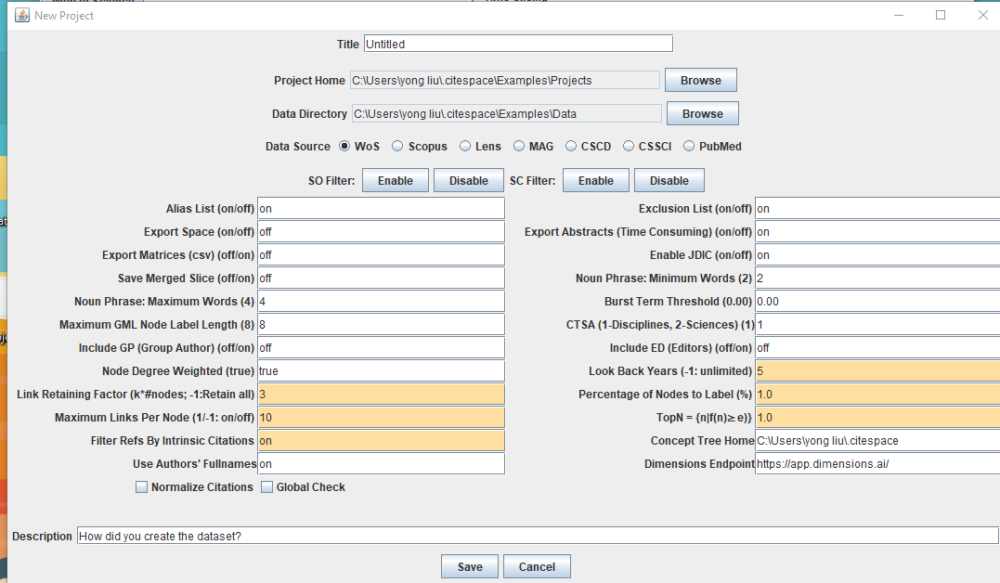 New Project
Title Untitled
Project Home C:\Users\yong liu\.citespace\Examples\Projects Browse
Data Directory C:\Users\yong liu\.citespace\Examples\Data Browse
Data Source WoS Scopus Lens MAG CSCD CSSCI PubMed
SO Filter: Enable Disable SC Filter: Enable Disable
Alias List (on/off) on Exclusion List (on/off) on
Export Space (on/off) off Export Abstracts (Time Consuming) (on/off) on
Export Matrices (csv) (off/on) off Enable JDIC (on/off) on
Save Merged Slice (off/on) off Noun Phrase: Minimum Words (2) 2
Noun Phrase: Maximum Words (4) 4 Burst Term Threshold (0.00) 0.00
Maximum GML Node Label Length (8) 8 CTSA (1-Disciplines, 2-Sciences) (1) 1
Include GP (Group Author) (off/on) off Include ED (Editors) (off/on) off
Node Degree Weighted (true) true Look Back Years (-1: unlimited) 5
Link Retaining Factor (k*#nodes; -1:Retain all) 3 Percentage of Nodes to Label (%) 1.0
Maximum Links Per Node (1/-1: on/off) 10 TopN = {n|f(n)≥ e)} 1.0
Filter Refs By Intrinsic Citations on Concept Tree Home C:\Users\yong liu\.citespace
Use Authors' Fullnames on Dimensions Endpoint https://app.dimensions.ai/
Normalize Citations Global Check
Description How did you create the dataset?
Save Cancel